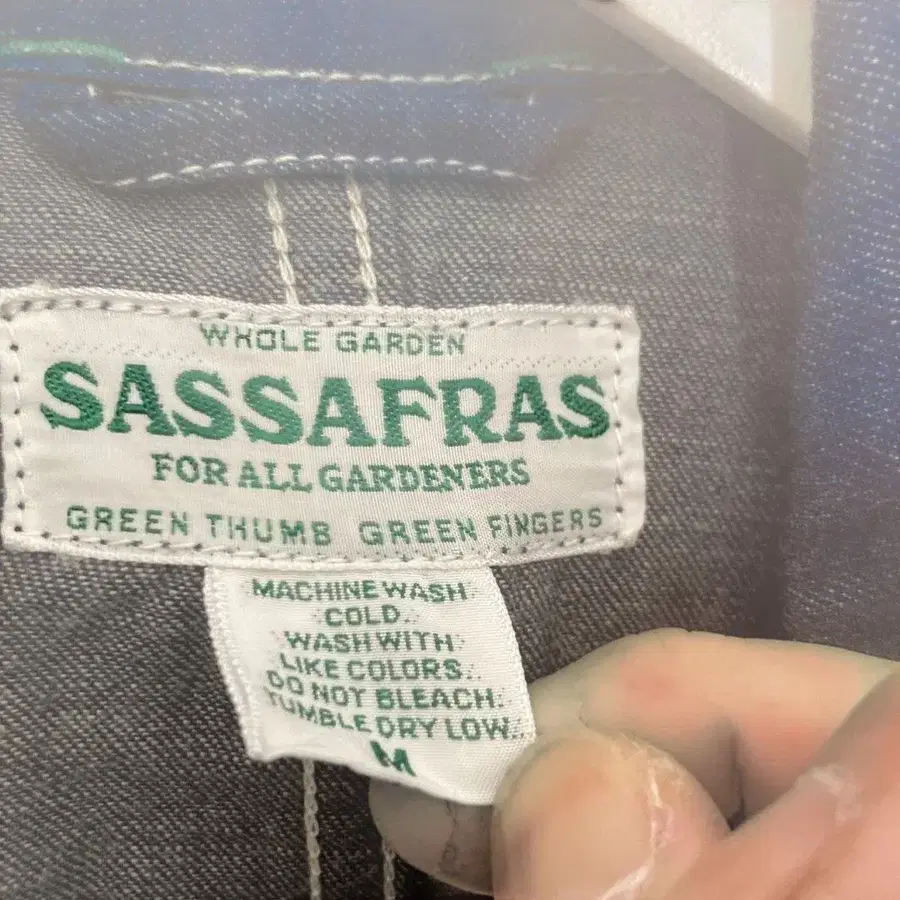 WHOLE GARDEN
SASSAFRAS
FOR ALL GARDENERS
GREEN THUMB GREEN FINGERS
MACHINE WASH
COLD.
WASH WITH
LIKE COLORS.
DO NOT BLEACH.
TUMBLE DRY LOW.
M